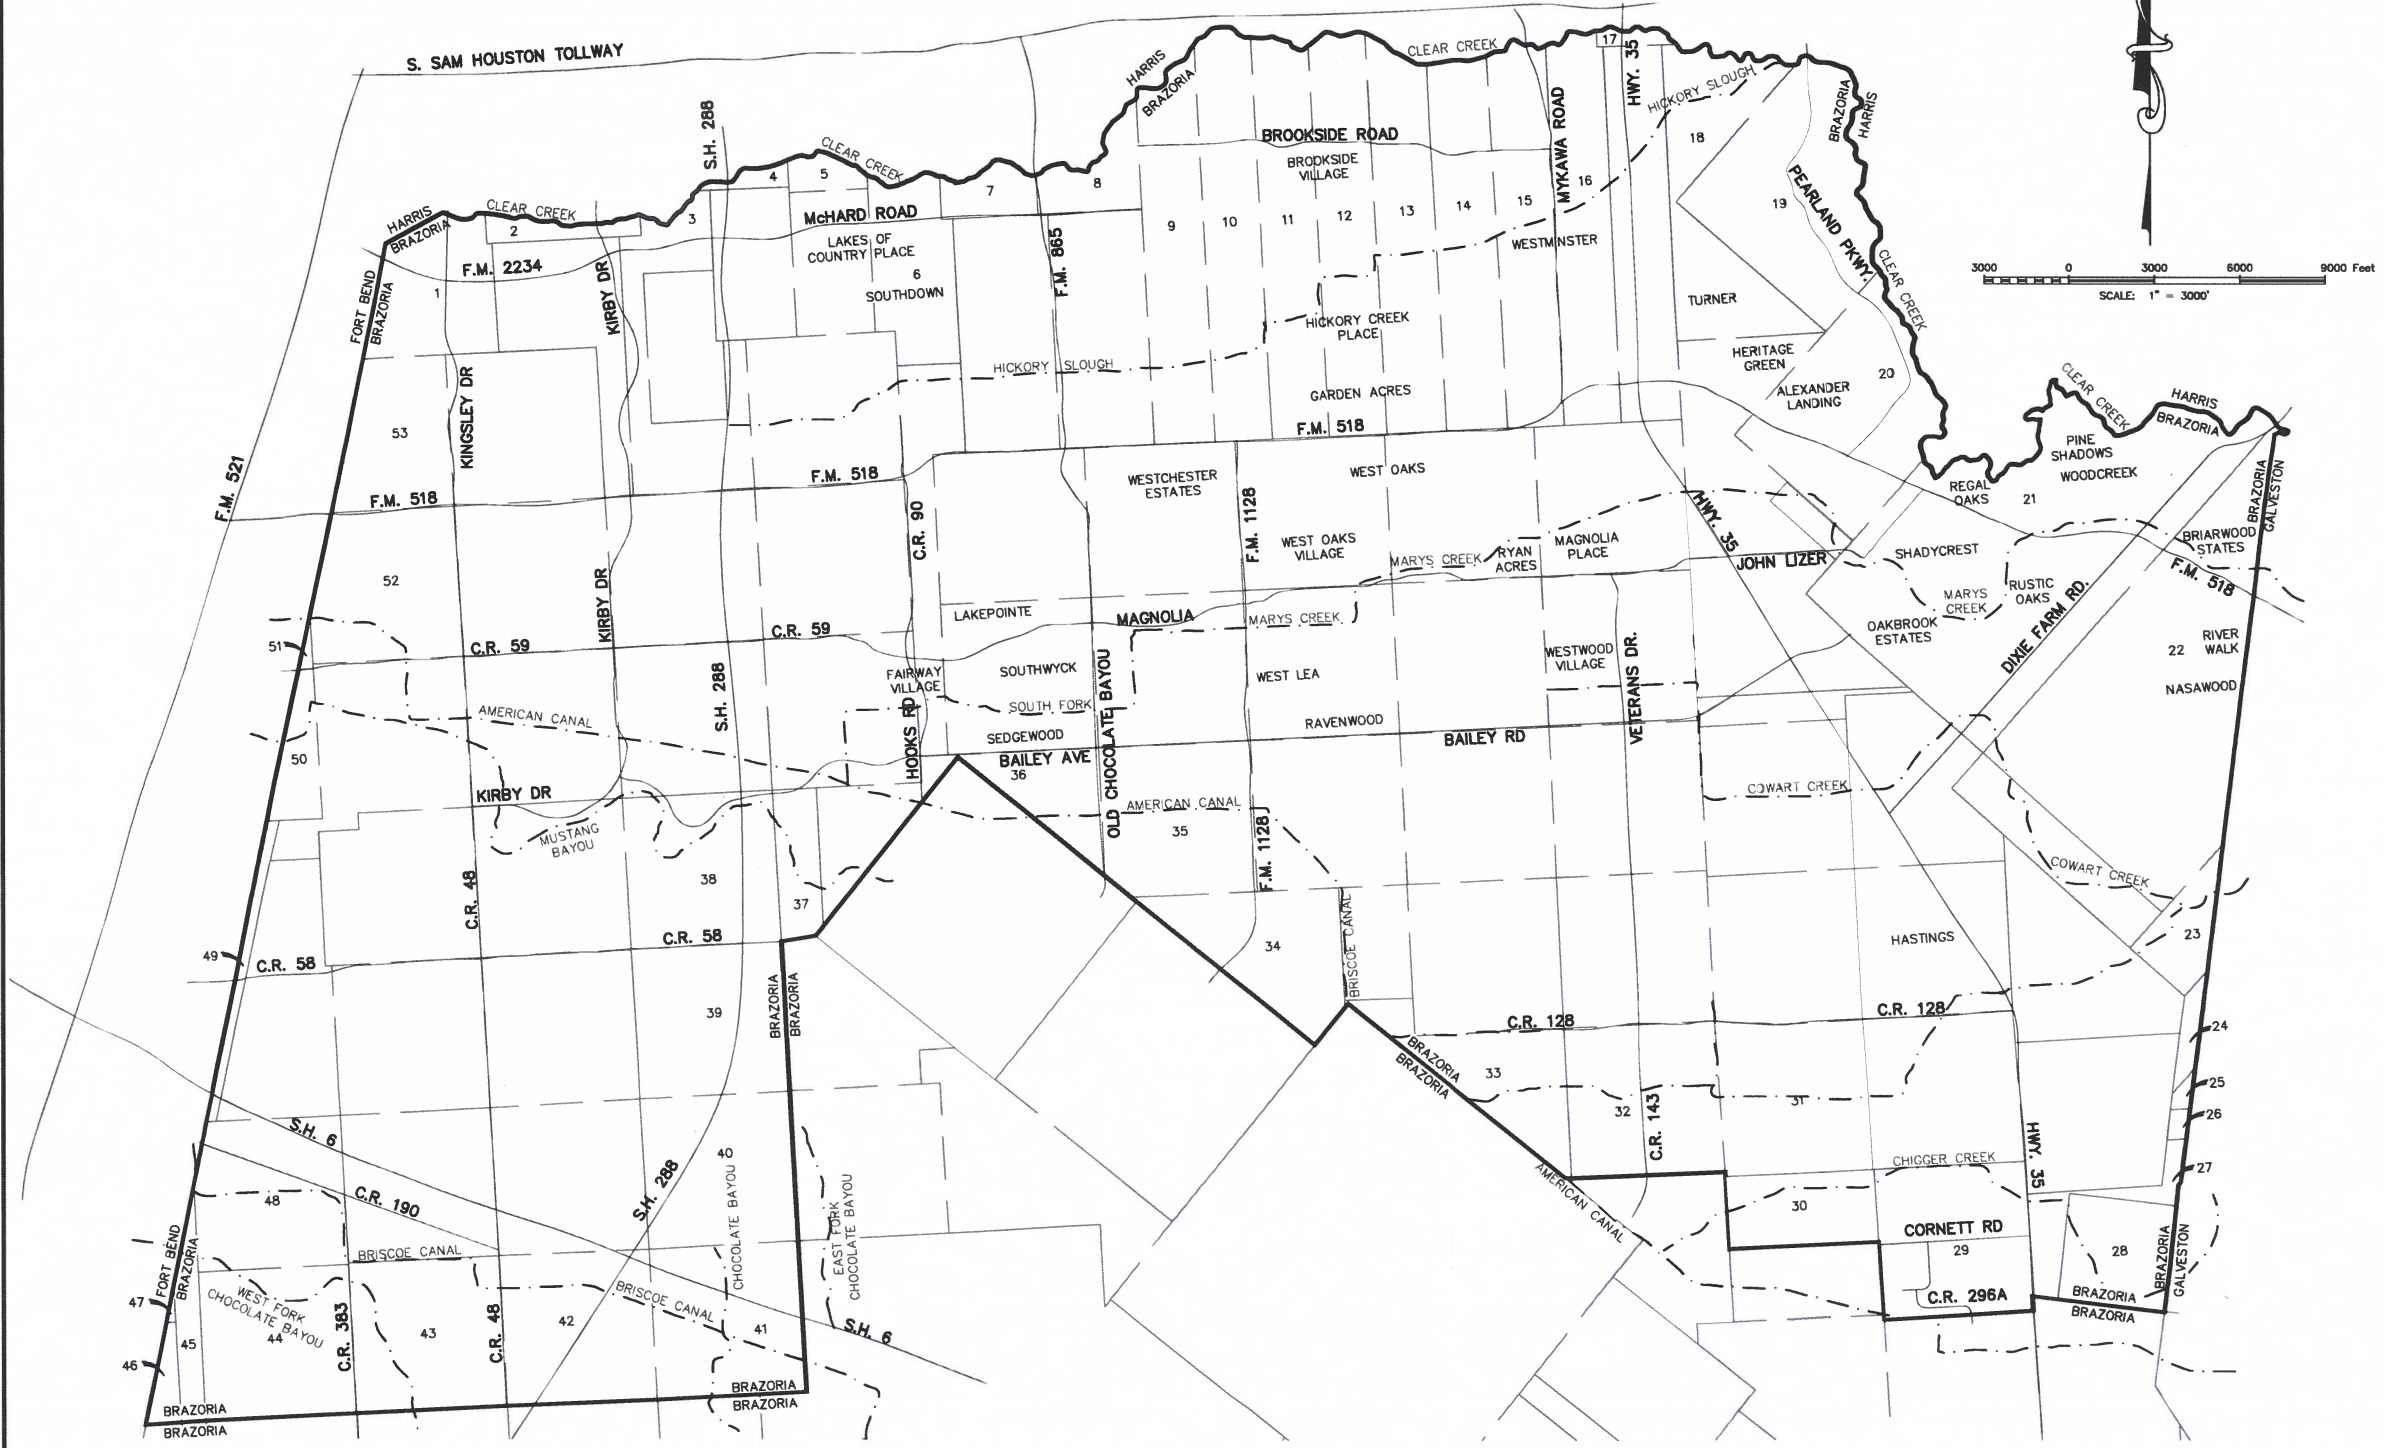 S. SAM HOUSTON TOLLWAY
CLEAR CREEK
17
HWY. 35
HARRIS
BRAZORIA
HICKORY SLOUGH
BRAZORIA
HARRIS
S.H. 288
MYKAWA ROAD
BROOKSIDE ROAD
BROOKSIDE
VILLAGE
18
CLEAR CREEK
4
5
7
8
16
15
14
13
12
11
10
9
19
PEARLAND PKWY.
HARRIS
BRAZORIA
CLEAR CREEK
2
3
McHARD ROAD
LAKES OF
COUNTRY PLACE
6
SOUTHDOWN
F.M. 865
WESTMINSTER
CLEAR CREEK
3000
0
3000
6000
9000 Feet
SCALE: 1" = 3000'
F.M. 2234
1
FORT BEND
BRAZORIA
KIRBY DR
TURNER
HICKORY CREEK
PLACE
HERITAGE
GREEN
20
ALEXANDER
LANDING
HICKORY SLOUGH
GARDEN ACRES
F.M. 518
CLEAR CREEK
HARRIS
BRAZORIA
KINGSLEY DR
53
PINE
SHADOWS
WOODCREEK
F.M. 521
F.M. 518
F.M. 518
WESTCHESTER
ESTATES
WEST OAKS
REGAL
OAKS
21
BRAZORIA
GALVESTON
C.R. 90
F.M. 1128
HWY. 35
WEST OAKS
VILLAGE
MARYS CREEK
RYAN
ACRES
MAGNOLIA
PLACE
JOHN LIZER
SHADYCREST
BRIARWOOD
STATES
F.M. 518
52
KIRBY DR
LAKEPOINTE
MAGNOLIA
MARYS CREEK
MARYS
CREEK
RUSTIC
OAKS
OAKBROOK
ESTATES
DIXIE FARM RD.
51
C.R. 59
C.R. 59
22
RIVER
WALK
NASAWOOD
FAIRWAY
VILLAGE
SOUTHWYCK
SOUTH FORK
WEST LEA
WESTWOOD
VILLAGE
VETERANS DR.
S.H. 288
HOOKS RD
OLD CHOCOLATE BAYOU
AMERICAN CANAL
RAVENWOOD
SEDGEWOOD
BAILEY AVE
BAILEY RD
36
50
KIRBY DR
MUSTANG
BAYOU
AMERICAN CANAL
35
F.M. 1128
COWART CREEK
COWART CREEK
38
37
C.R. 48
C.R. 58
C.R. 58
49
34
BRISCOE CANAL
HASTINGS
23
BRAZORIA
BRAZORIA
39
C.R. 128
C.R. 128
24
BRAZORIA
BRAZORIA
33
32
C.R. 143
31
25
26
S.H. 6
40
HWY. 35
CHIGGER CREEK
27
48
C.R. 190
S.H. 288
CHOCOLATE BAYOU
EAST FORK
CHOCOLATE BAYOU
AMERICAN CANAL
30
CORNETT RD
29
28
BRAZORIA
GALVESTON
FORT BEND
BRAZORIA
BRISCOE CANAL
BRISCOE CANAL
WEST FORK
CHOCOLATE BAYOU
47
45
44
C.R. 383
43
C.R. 48
42
41
S.H. 6
C.R. 296A
BRAZORIA
BRAZORIA
46
BRAZORIA
BRAZORIA
BRAZORIA
BRAZORIA